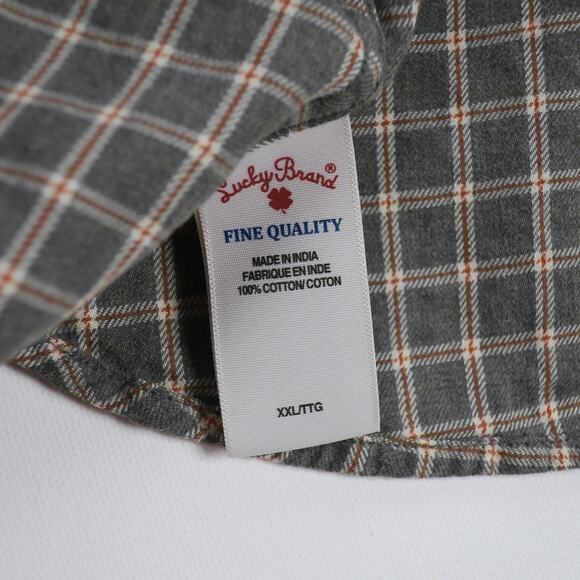 Lucky Brand®
FINE QUALITY
MADE IN INDIA
FABRIQUE EN INDE
100% COTTON/ COTON
XXL/TTG